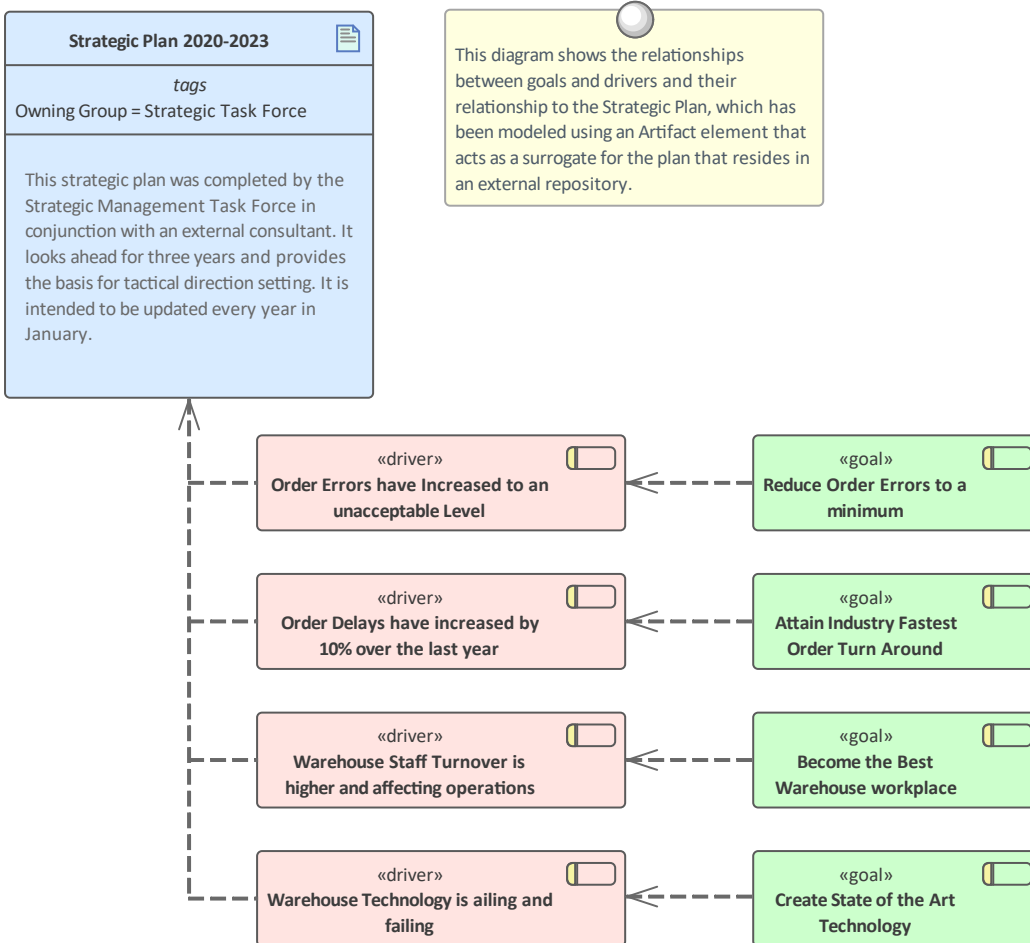 Strategic Plan 2020-2023
tags
Owning Group = Strategic Task Force
This strategic plan was completed by the
Strategic Management Task Force in
conjunction with an external consultant. It
looks ahead for three years and provides
the basis for tactical direction setting. It is
intended to be updated every year in
January.
This diagram shows the relationships
between goals and drivers and their
relationship to the Strategic Plan, which has
been modeled using an Artifact element that
acts as a surrogate for the plan that resides in
an external repository.
«driver»
Order Errors have Increased to an
unacceptable Level
«goal»
Reduce Order Errors to a
minimum
«driver»
Order Delays have increased by
10% over the last year
«goal»
Attain Industry Fastest
Order Turn Around
«driver»
Warehouse Staff Turnover is
higher and affecting operations
«goal»
Become the Best
Warehouse workplace
«driver»
Warehouse Technology is ailing and
failing
«goal»
Create State of the Art
Technology